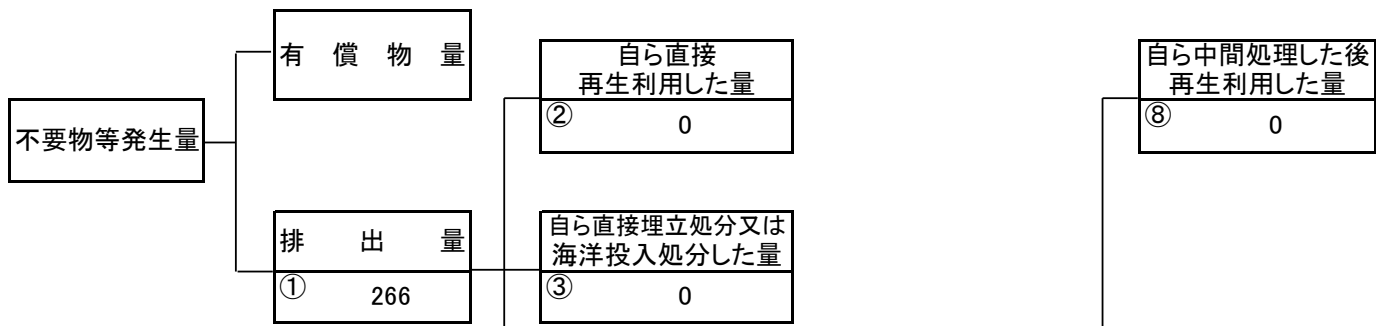 有償物量
自ら直接
再生利用した量
② 0
自ら中間処理した後
再生利用した量
⑧ 0
不要物等発生量
排出量
① 266
自ら直接埋立処分又は
海洋投入処分した量
③ 0